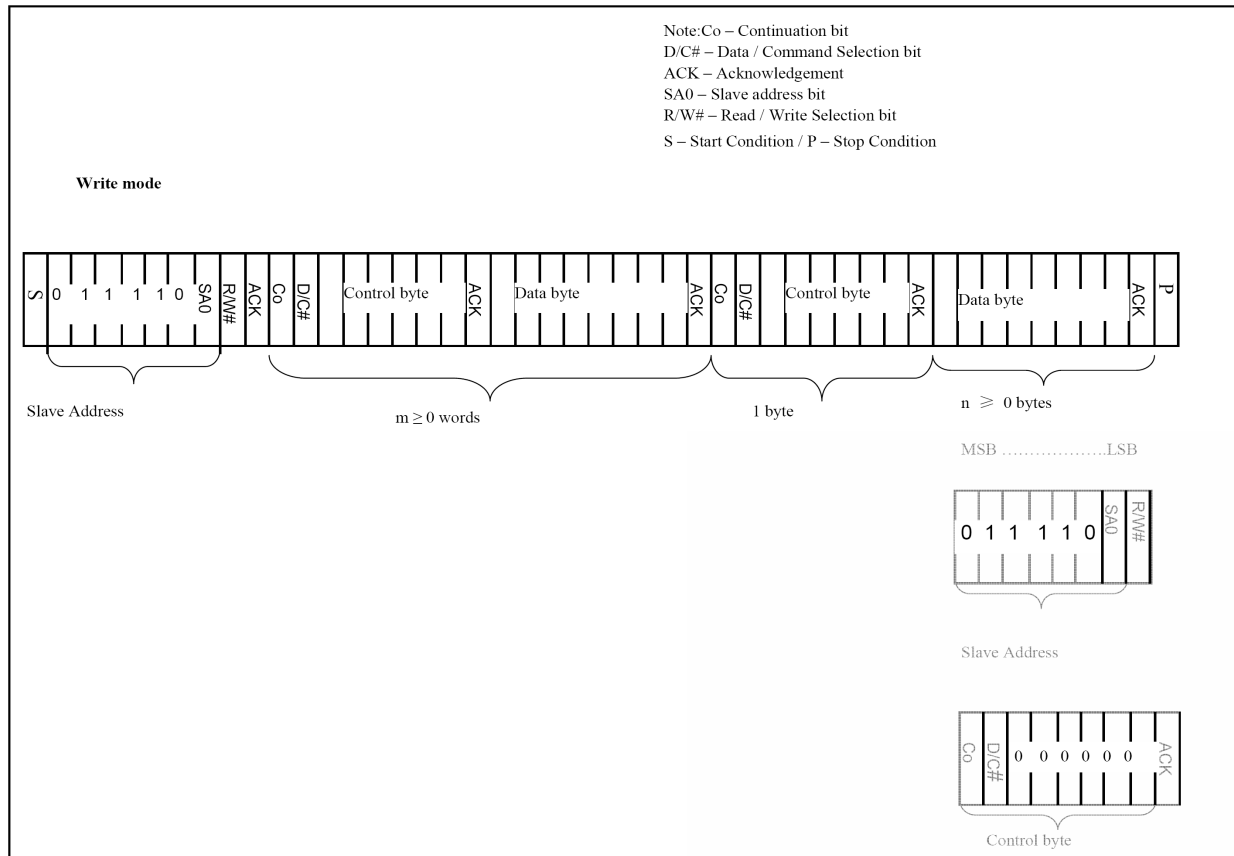 Note:Co – Continuation bit
D/C# – Data / Command Selection bit
ACK – Acknowledgement
SA0 – Slave address bit
R/W# – Read / Write Selection bit
S – Start Condition / P – Stop Condition
Write mode
S 0 1 1 1 1 0 SA0 R/W# ACK Co D/C# Control byte ACK Data byte ACK Co D/C# Control byte ACK Data byte ACK P
Slave Address
m ≥ 0 words
1 byte
n ≥ 0 bytes
MSB ....................LSB
0 1 1 1 1 0 SA0 R/W#
Slave Address
Co D/C# 0 0 0 0 0 0 ACK
Control byte